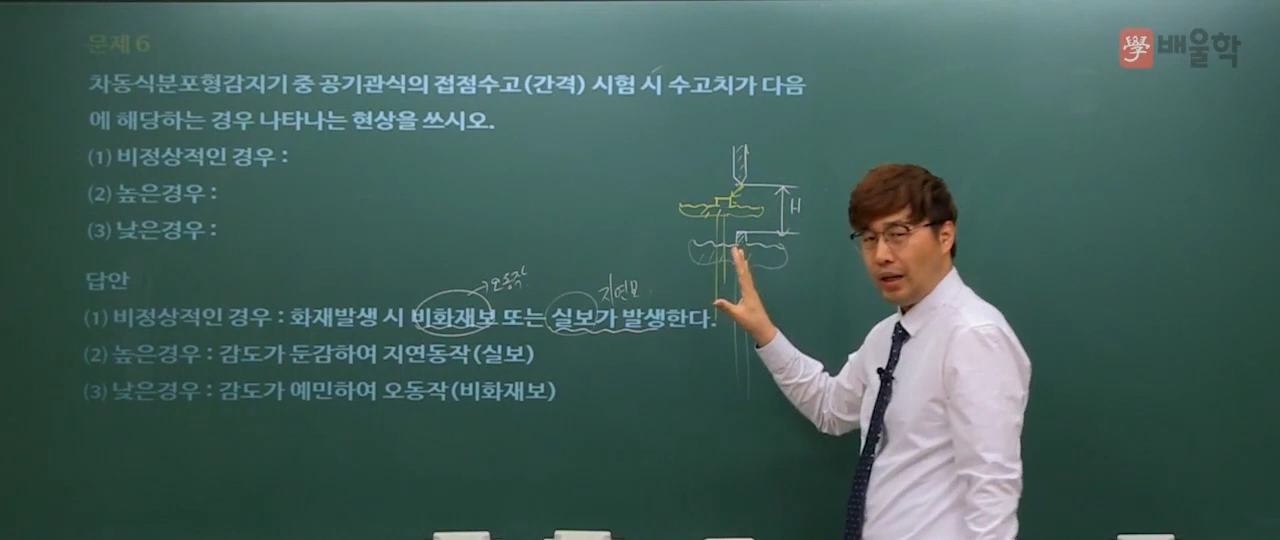 문제 6
學 배울학
차동식분포형감지기 중 공기관식의 접점수고(간격) 시험 시 수고치가 다음
에 해당하는 경우 나타나는 현상을 쓰시오.
(1) 비정상적인 경우 :
(2) 높은경우 :
(3) 낮은경우 :
H
답안
오동작
지연보
(1) 비정상적인 경우 : 화재발생 시 비화재보 또는 실보가 발생한다.
(2) 높은경우 : 감도가 둔감하여 지연동작(실보)
(3) 낮은경우 : 감도가 예민하여 오동작(비화재보)